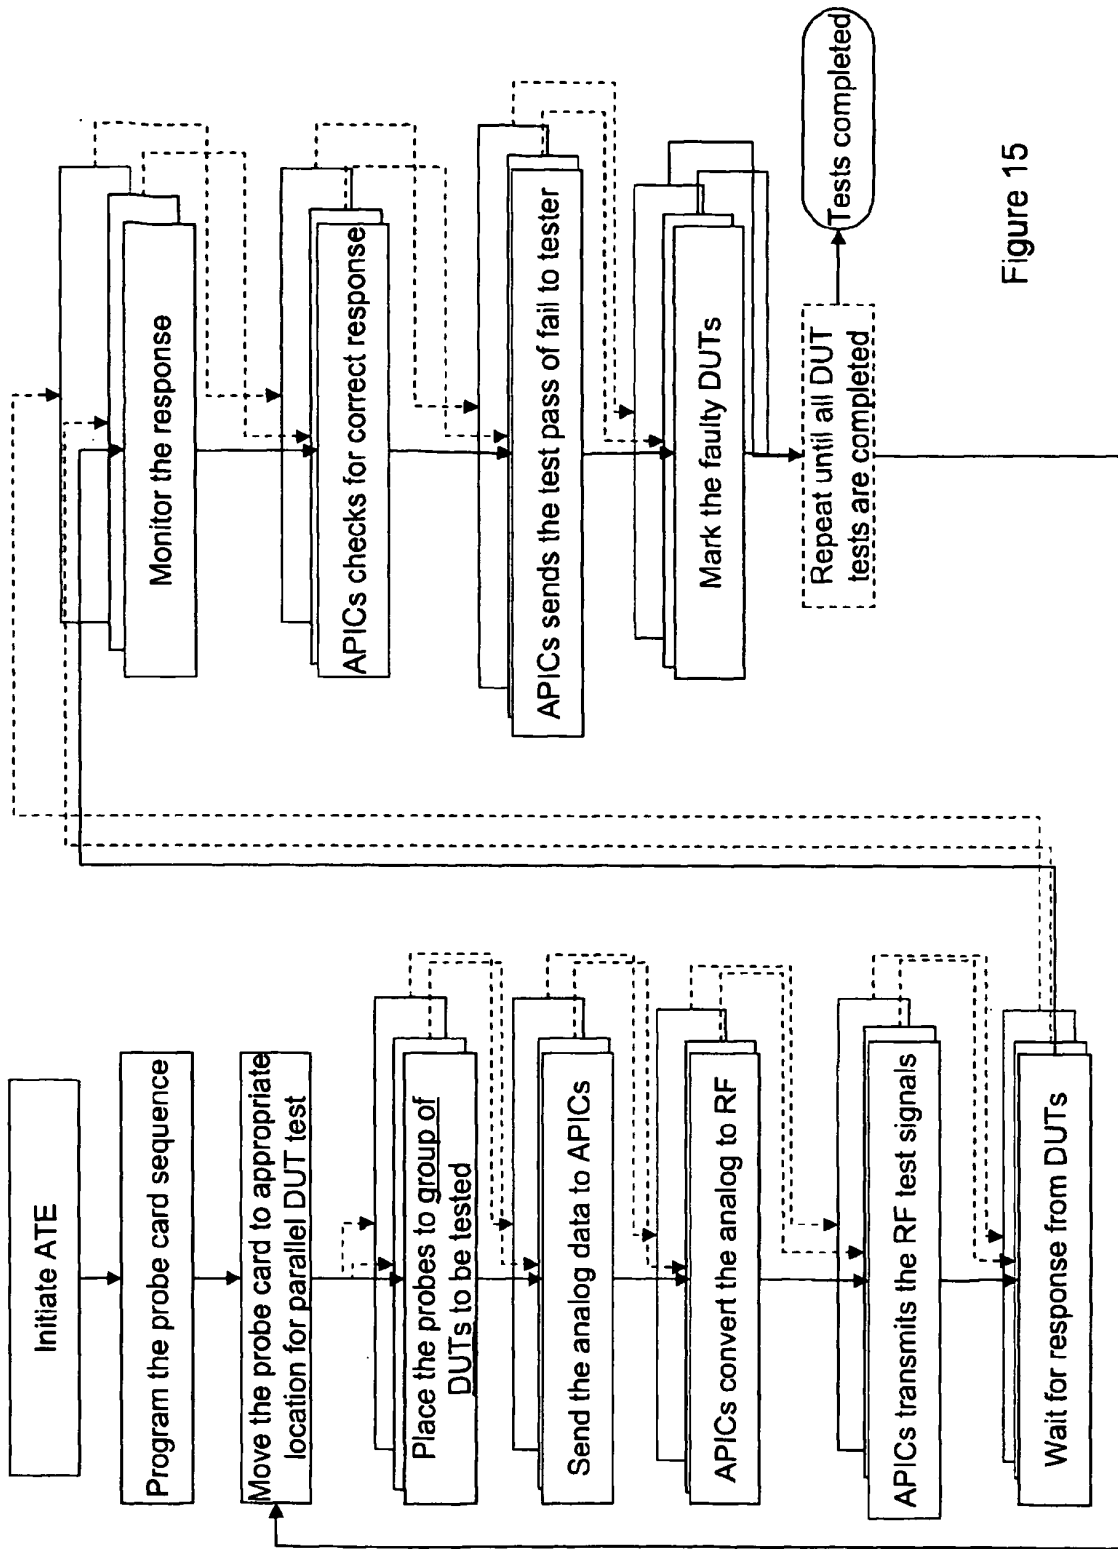 Initiate ATE
Program the probe card sequence
Move the probe card to appropriate
location for parallel DUT test
Place the probes to group of
DUTs to be tested
Send the analog data to APICs
APICs convert the analog to RF
APICs transmits the RF test signals
Wait for response from DUTs
Monitor the response
APICs checks for correct response
APICs sends the test pass of fail to tester
Mark the faulty DUTs
Repeat until all DUT
tests are completed
Tests completed
Figure 15